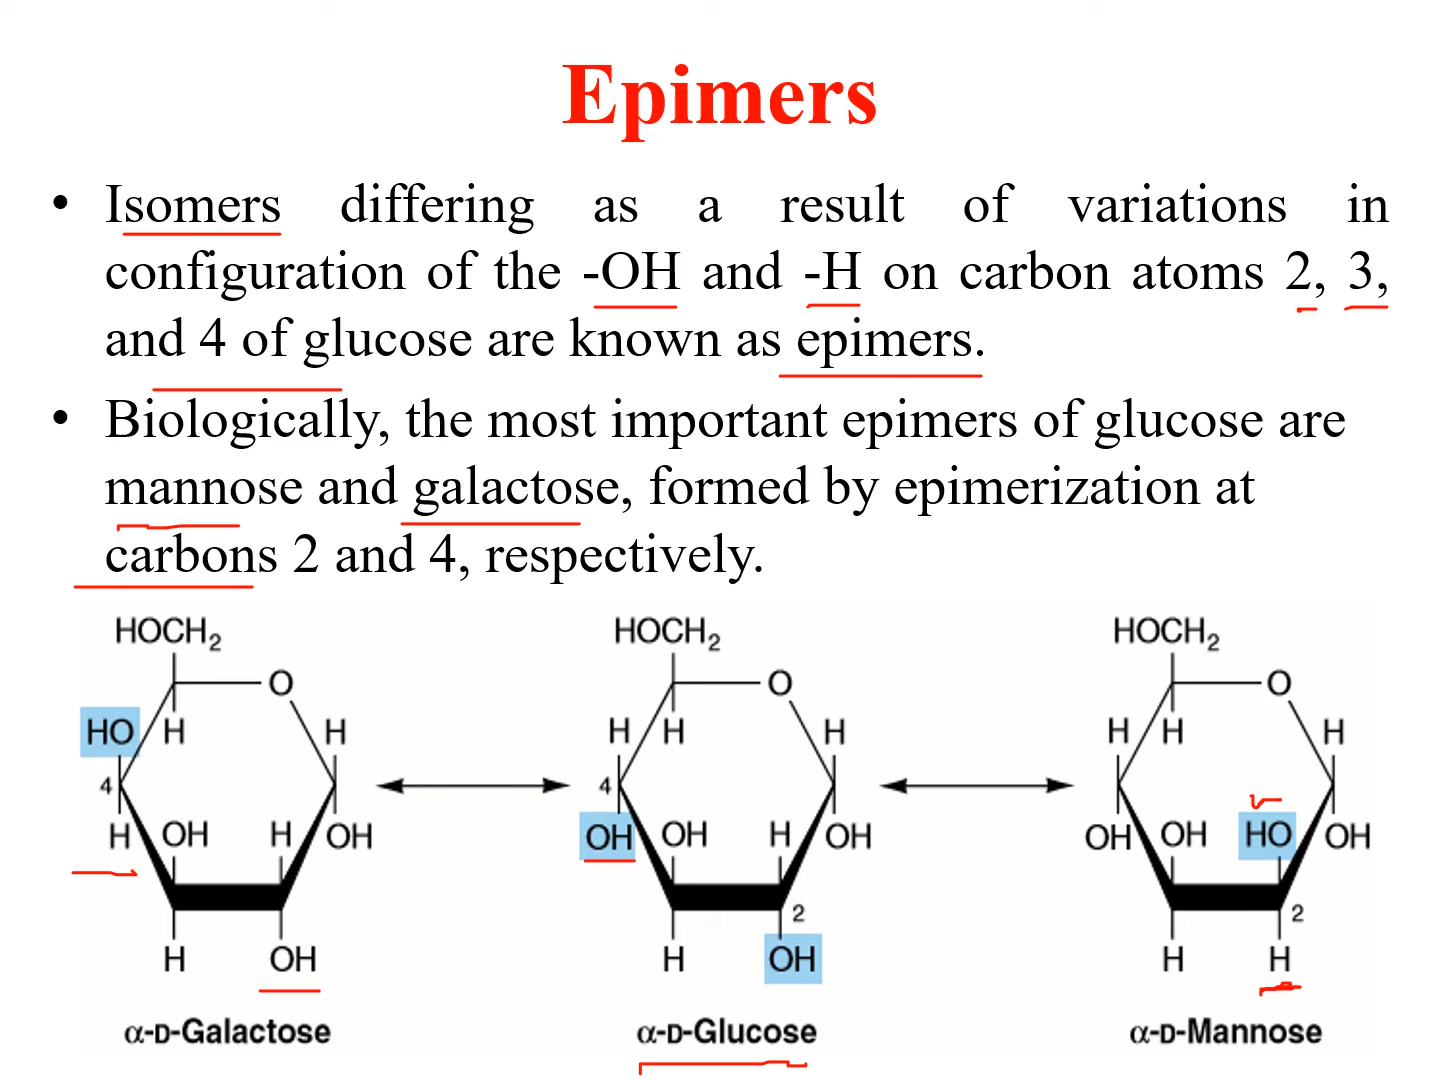 Epimers
• Isomers differing as a result of variations in
configuration of the -OH and -H on carbon atoms 2, 3,
and 4 of glucose are known as epimers.
• Biologically, the most important epimers of glucose are
mannose and galactose, formed by epimerization at
carbons 2 and 4, respectively.
HOCH₂ HOCH₂ HOCH₂
O O O
HO H H H H H H H
4 4
H OH H OH OH OH H OH OH OH HO OH
2 2
H OH H OH H H
α-D-Galactose α-D-Glucose α-D-Mannose